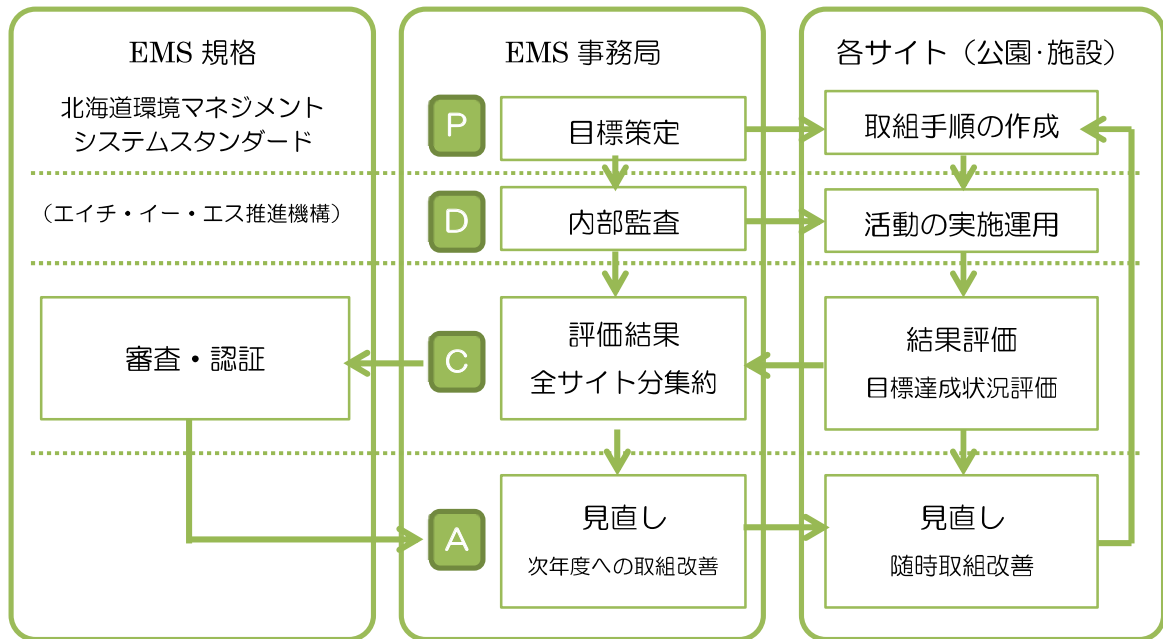 EMS 規格
北海道環境マネジメント
システムスタンダード
（エイチ・イー・エス推進機構）
審査・認証
EMS 事務局
P
目標策定
D
内部監査
C
評価結果
全サイト分集約
A
見直し
次年度への取組改善
各サイト（公園・施設）
取組手順の作成
活動の実施運用
結果評価
目標達成状況評価
見直し
随時取組改善